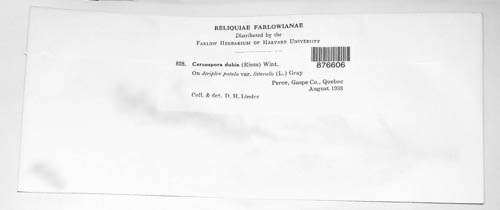 RELIQUIAE FARLOWIANAE
Distributed by the
FARLOW HERBARIUM OF HARVARD UNIVERSITY
876606
828. Cercospora dubia (Riess) Wint.
On Atriplex patula var. littoralis (L.) Gray
Perce, Gaspe Co., Quebec
August 1938
Coll. & det. D. H. Linder